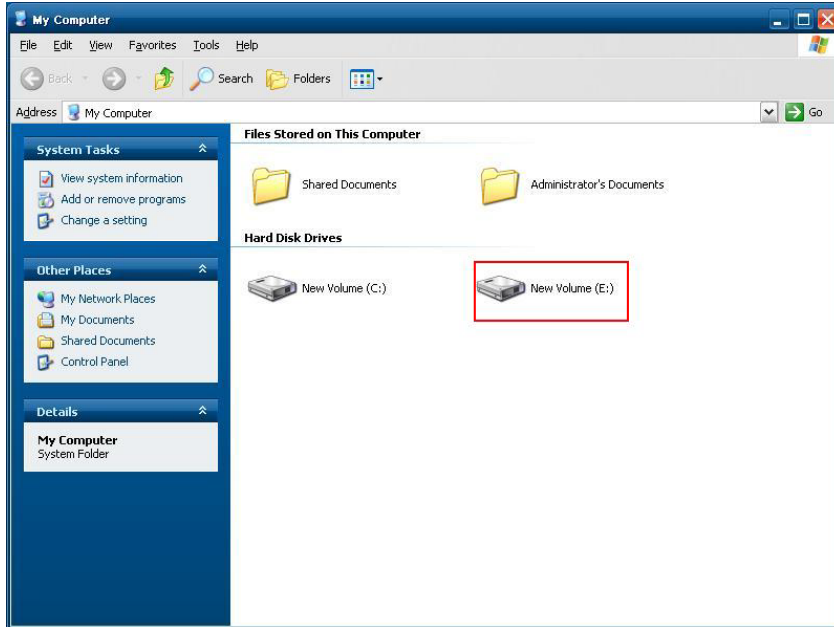 My Computer
File Edit View Favorites Tools Help
Back Search Folders
Address My Computer Go
System Tasks
View system information
Add or remove programs
Change a setting
Other Places
My Network Places
My Documents
Shared Documents
Control Panel
Details
My Computer
System Folder
Files Stored on This Computer
Shared Documents Administrator's Documents
Hard Disk Drives
New Volume (C:) New Volume (E:)